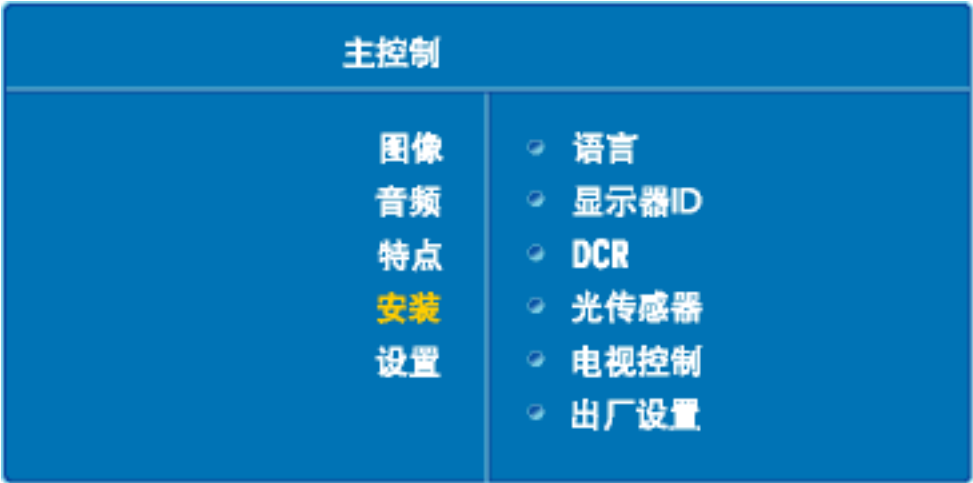 主控制
图像
音频
特点
安装
设置
语言
显示器ID
DCR
光传感器
电视控制
出厂设置